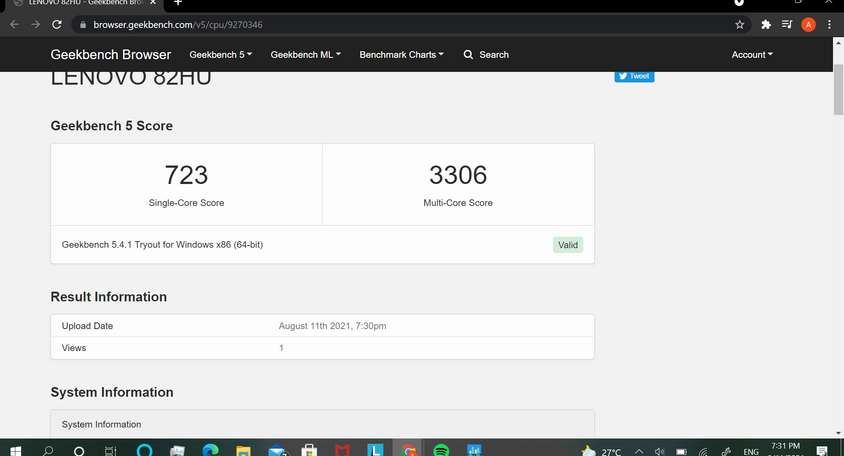 LENOVO 82HU - Geekbench Bro
browser.geekbench.com/v5/cpu/9270346
A
Geekbench Browser Geekbench 5 Geekbench ML Benchmark Charts Search Account
LENOVO 82HU
Tweet
Geekbench 5 Score
723 3306
Single-Core Score Multi-Core Score
Geekbench 5.4.1 Tryout for Windows x86 (64-bit) Valid
Result Information
Upload Date August 11th 2021, 7:30pm
Views 1
System Information
System Information
27°C ENG 7:31 PM